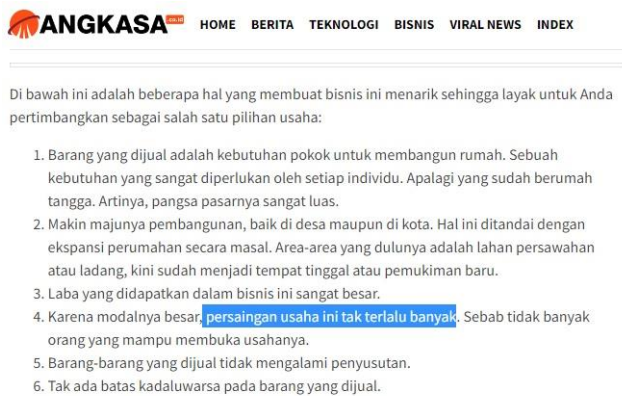 ANGKASA.co.id HOME BERITA TEKNOLOGI BISNIS VIRAL NEWS INDEX
Di bawah ini adalah beberapa hal yang membuat bisnis ini menarik sehingga layak untuk Anda
pertimbangkan sebagai salah satu pilihan usaha:
1. Barang yang dijual adalah kebutuhan pokok untuk membangun rumah. Sebuah
kebutuhan yang sangat diperlukan oleh setiap individu. Apalagi yang sudah berumah
tangga. Artinya, pangsa pasarnya sangat luas.
2. Makin majunya pembangunan, baik di desa maupun di kota. Hal ini ditandai dengan
ekspansi perumahan secara masal. Area-area yang dulunya adalah lahan persawahan
atau ladang, kini sudah menjadi tempat tinggal atau pemukiman baru.
3. Laba yang didapatkan dalam bisnis ini sangat besar.
4. Karena modalnya besar, persaingan usaha ini tak terlalu banyak. Sebab tidak banyak
orang yang mampu membuka usahanya.
5. Barang-barang yang dijual tidak mengalami penyusutan.
6. Tak ada batas kadaluwarsa pada barang yang dijual.